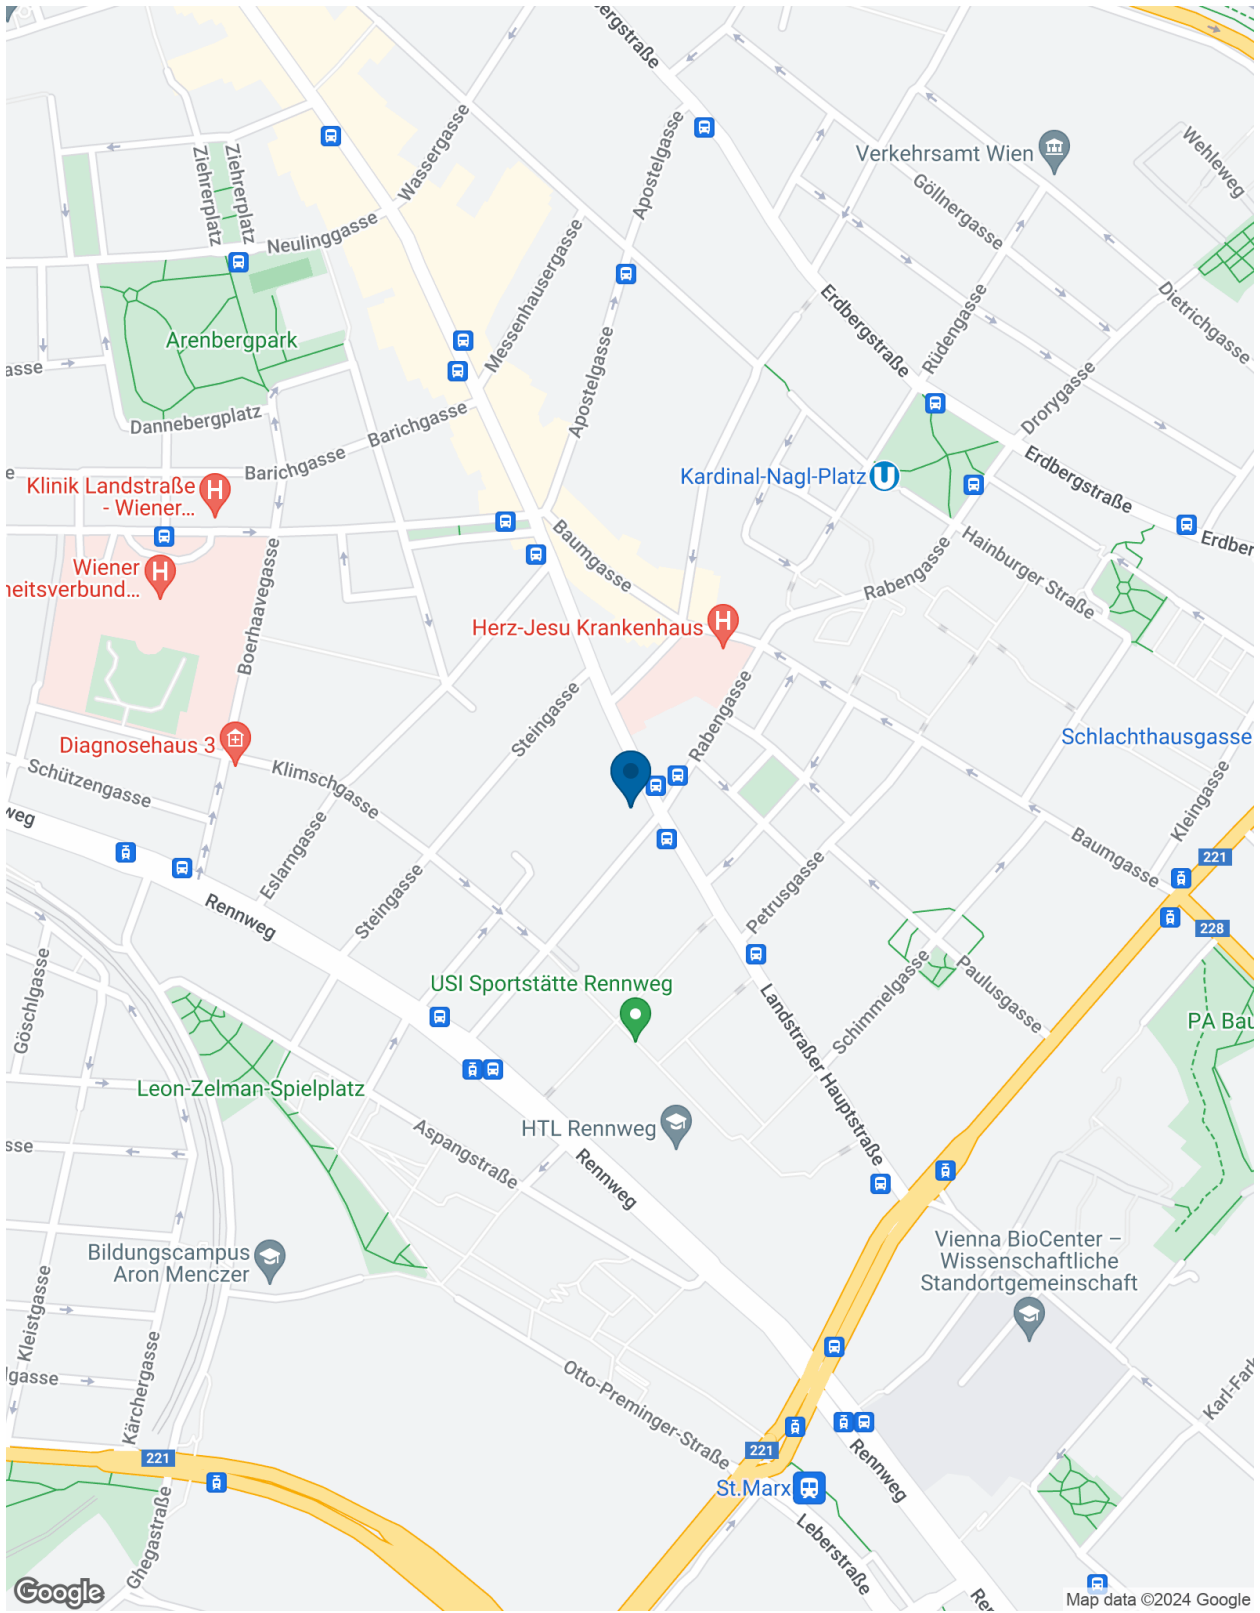 Erdbergstraße
Wehleweg
Verkehrsamt Wien
Ziehrerplatz
Ziehrerplatz
Wassergasse
Apostelgasse
Göllnergasse
Neulinggasse
Messenhausergasse
Dietrichgasse
Erdbergstraße
Rüdengasse
Arenbergpark
asse
Apostelgasse
Drorygasse
Dannebergplatz
Barichgasse
Barichgasse
Erdbergstraße
Kardinal-Nagl-Platz
U
Klinik Landstraße
- Wiener...
H
Baumgasse
Hainburger Straße
Erdber
Wiener
heitsverbund...
H
Rabengasse
Boerhaavegasse
Herz-Jesu Krankenhaus
H
Steingasse
Rabengasse
Schlachthausgasse
Diagnosehaus 3
Klimschgasse
Schützengasse
Kleingasse
weg
Eslarngasse
Baumgasse
221
Steingasse
Petrusgasse
Rennweg
228
Göschlgasse
USI Sportstätte Rennweg
Schimmelgasse
Paulusgasse
Landstraßer Hauptstraße
PA Bau
Leon-Zelman-Spielplatz
HTL Rennweg
Aspangstraße
sse
Rennweg
Bildungscampus
Aron Menczer
Vienna BioCenter –
Wissenschaftliche
Standortgemeinschaft
Kleistgasse
Kärchergasse
lgasse
Otto-Preminger-Straße
Karl-Fark
221
221
Rennweg
St.Marx
Ghegastraße
Leberstraße
Google
Map data ©2024 Google